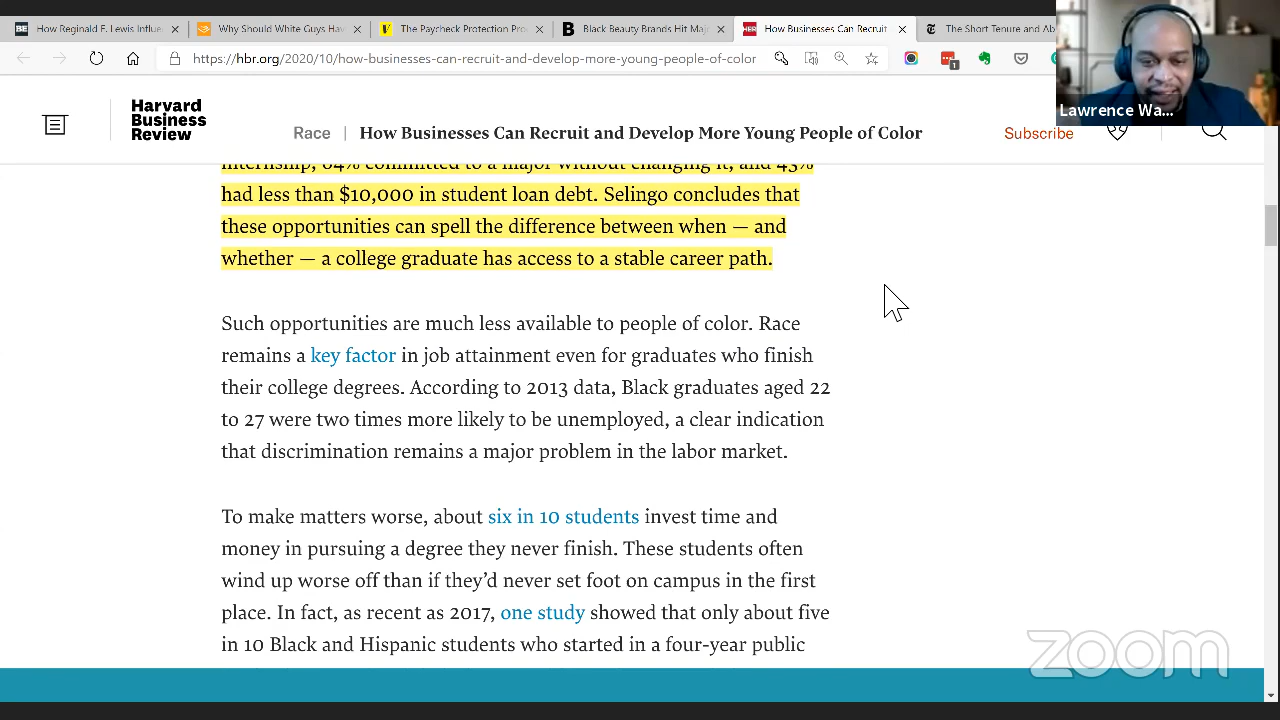 How Reginald F. Lewis Influe
Why Should White Guys Hav
The Paycheck Protection Pro
Black Beauty Brands Hit Maj
How Businesses Can Recruit
The Short Tenure and Ab
https://hbr.org/2020/10/how-businesses-can-recruit-and-develop-more-young-people-of-color
1
Lawrence Wa...
Harvard
Business
Review
Race | How Businesses Can Recruit and Develop More Young People of Color
Subscribe
internship, 64% committed to a major without changing it, and 43%
had less than $10,000 in student loan debt. Selingo concludes that
these opportunities can spell the difference between when — and
whether — a college graduate has access to a stable career path.
Such opportunities are much less available to people of color. Race
remains a key factor in job attainment even for graduates who finish
their college degrees. According to 2013 data, Black graduates aged 22
to 27 were two times more likely to be unemployed, a clear indication
that discrimination remains a major problem in the labor market.
To make matters worse, about six in 10 students invest time and
money in pursuing a degree they never finish. These students often
wind up worse off than if they’d never set foot on campus in the first
place. In fact, as recent as 2017, one study showed that only about five
in 10 Black and Hispanic students who started in a four-year public
zoom